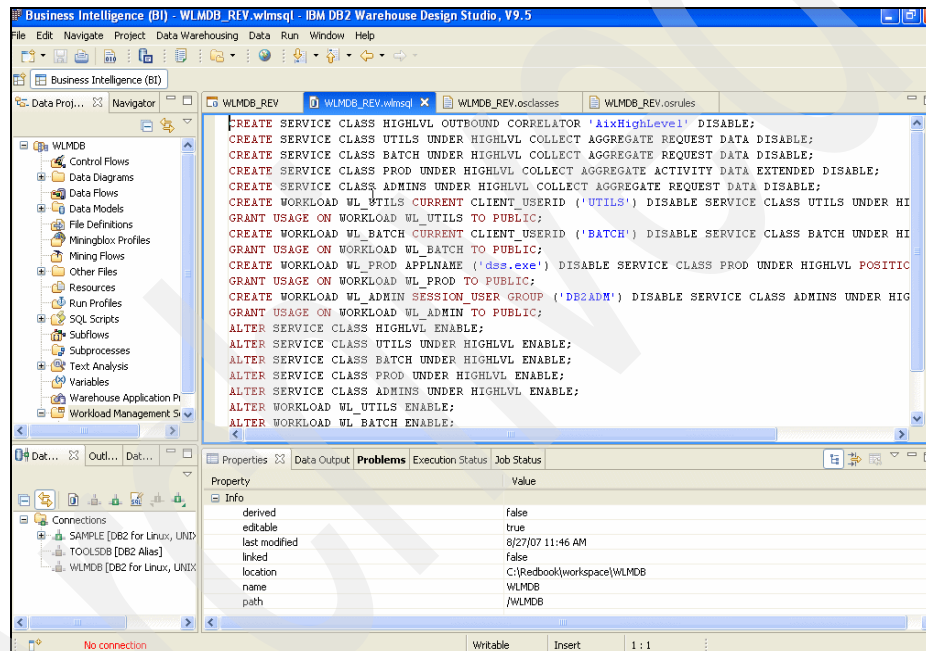 Business Intelligence (BI) - WLMDB_REV.wlmsql - IBM DB2 Warehouse Design Studio, V9.5
File Edit Navigate Project Data Warehousing Data Run Window Help
Business Intelligence (BI)
Data Proj... Navigator
WLMDB_REV WLMDB_REV.wlmsql WLMDB_REV.osclasses WLMDB_REV.osrules
WLMDB
Control Flows
Data Diagrams
Data Flows
Data Models
File Definitions
Miningblox Profiles
Mining Flows
Other Files
Resources
Run Profiles
SQL Scripts
Subflows
Subprocesses
Text Analysis
Variables
Warehouse Application
Workload Management
CREATE SERVICE CLASS HIGHLVL OUTBOUND CORRELATOR 'AixHighLevel' DISABLE;
CREATE SERVICE CLASS UTILS UNDER HIGHLVL COLLECT AGGREGATE REQUEST DATA DISABLE;
CREATE SERVICE CLASS BATCH UNDER HIGHLVL COLLECT AGGREGATE REQUEST DATA DISABLE;
CREATE SERVICE CLASS PROD UNDER HIGHLVL COLLECT AGGREGATE ACTIVITY DATA EXTENDED DISABLE;
CREATE SERVICE CLASS ADMINS UNDER HIGHLVL COLLECT AGGREGATE REQUEST DATA DISABLE;
CREATE WORKLOAD WL_UTILS CURRENT CLIENT_USERID ('UTILS') DISABLE SERVICE CLASS UTILS UNDER HI
GRANT USAGE ON WORKLOAD WL_UTILS TO PUBLIC;
CREATE WORKLOAD WL_BATCH CURRENT CLIENT_USERID ('BATCH') DISABLE SERVICE CLASS BATCH UNDER HI
GRANT USAGE ON WORKLOAD WL_BATCH TO PUBLIC;
CREATE WORKLOAD WL_PROD APPLNAME ('dss.exe') DISABLE SERVICE CLASS PROD UNDER HIGHLVL POSITIC
GRANT USAGE ON WORKLOAD WL_PROD TO PUBLIC;
CREATE WORKLOAD WL_ADMIN SESSION_USER GROUP ('DB2ADM') DISABLE SERVICE CLASS ADMINS UNDER HIG
GRANT USAGE ON WORKLOAD WL_ADMIN TO PUBLIC;
ALTER SERVICE CLASS HIGHLVL ENABLE;
ALTER SERVICE CLASS UTILS UNDER HIGHLVL ENABLE;
ALTER SERVICE CLASS BATCH UNDER HIGHLVL ENABLE;
ALTER SERVICE CLASS PROD UNDER HIGHLVL ENABLE;
ALTER SERVICE CLASS ADMINS UNDER HIGHLVL ENABLE;
ALTER WORKLOAD WL_UTILS ENABLE;
ALTER WORKLOAD WL_BATCH ENABLE;
Dat... Outl... Dat...
Connections
SAMPLE [DB2 for Linux, UNIX
TOOLSDB [DB2 Alias]
WLMDB [DB2 for Linux, UNIX
Properties Data Output Problems Execution Status Job Status
Property Value
Info
derived false
editable true
last modified 8/27/07 11:46 AM
linked false
location C:\Redbook\workspace\WLMDB
name WLMDB
path /WLMDB
No connection Writable Insert 1 : 1